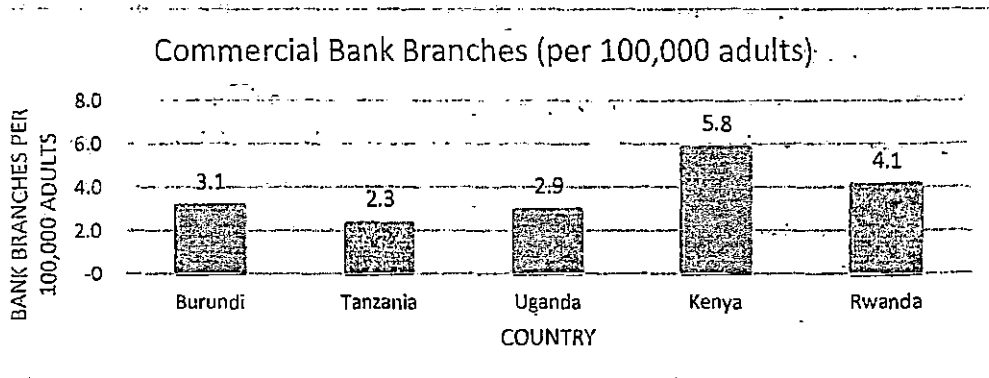 Commercial Bank Branches (per 100,000 adults)
BANK BRANCHES PER
100,000 ADULTS
8.0
6.0
4.0
2.0
-0
3.1
2.3
2.9
5.8
4.1
Burundi
Tanzania
Uganda
Kenya
Rwanda
COUNTRY